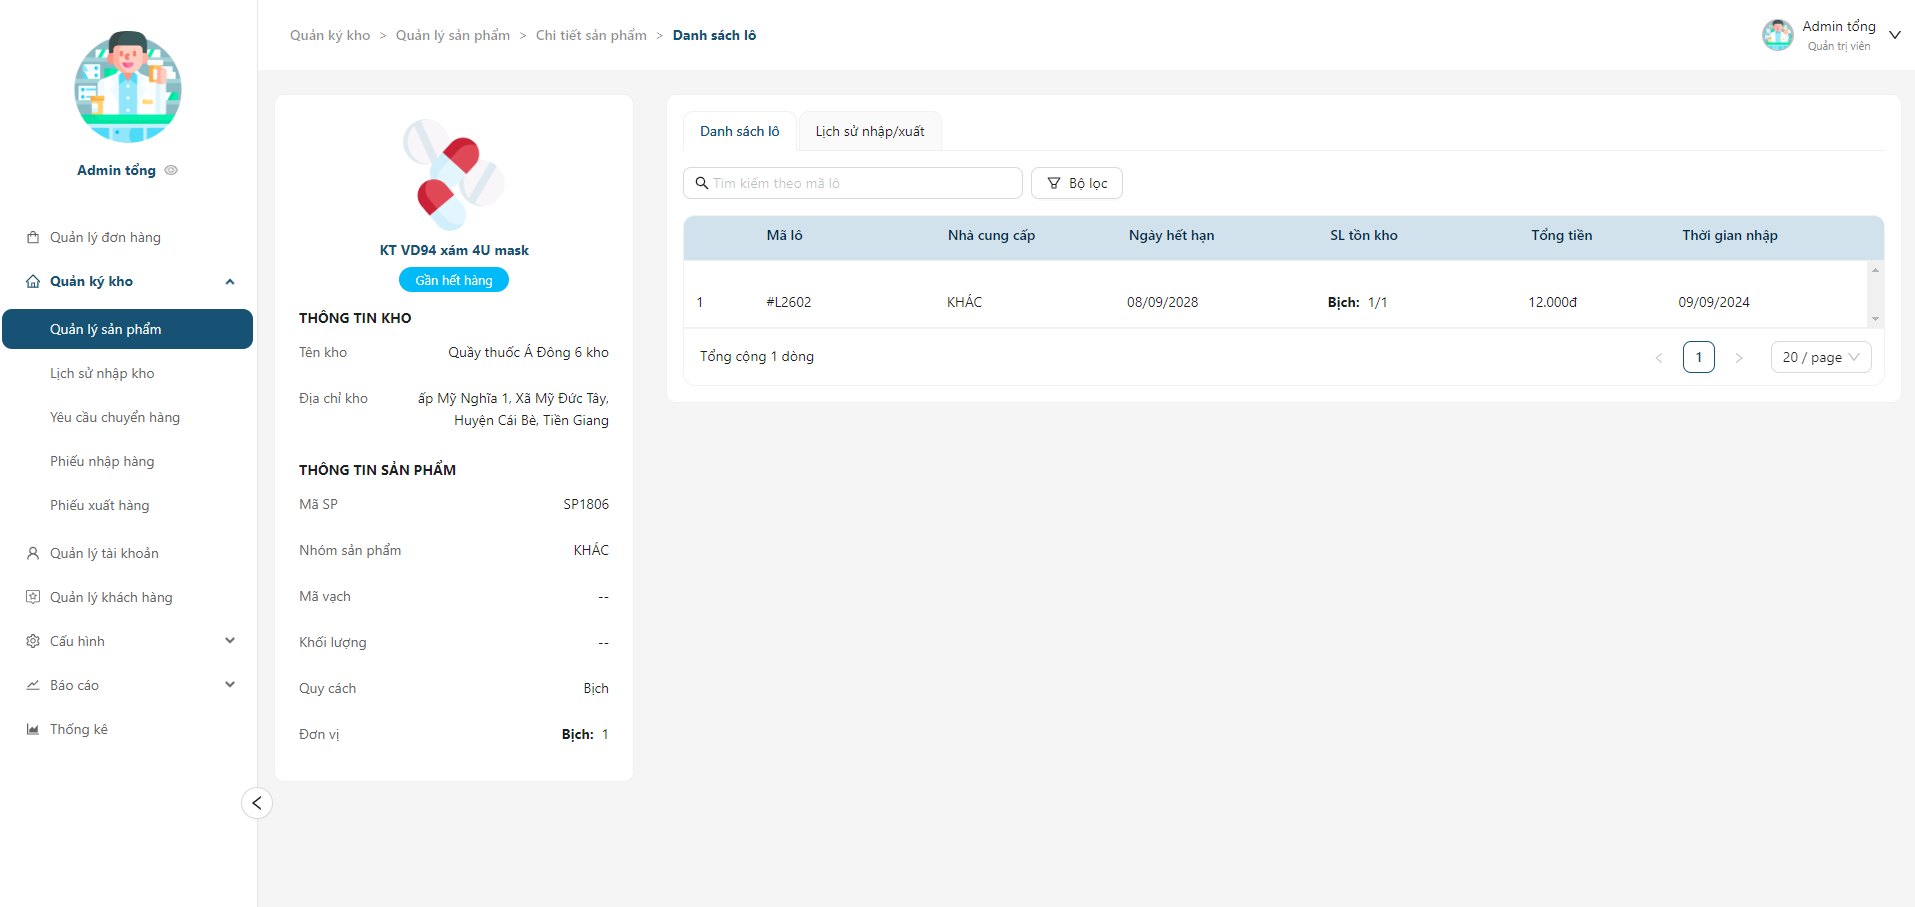 Admin tổng
Quản lý đơn hàng
Quản ký kho
Quản lý sản phẩm
Lịch sử nhập kho
Yêu cầu chuyển hàng
Phiếu nhập hàng
Phiếu xuất hàng
Quản lý tài khoản
Quản lý khách hàng
Cấu hình
Báo cáo
Thống kê
Quản ký kho > Quản lý sản phẩm > Chi tiết sản phẩm > Danh sách lô
Admin tổng
Quản trị viên
KT VD94 xám 4U mask
Gần hết hàng
THÔNG TIN KHO
Tên kho Quầy thuốc Á Đông 6 kho
Địa chỉ kho ấp Mỹ Nghĩa 1, Xã Mỹ Đức Tây,
Huyện Cái Bè, Tiền Giang
THÔNG TIN SẢN PHẨM
Mã SP SP1806
Nhóm sản phẩm KHÁC
Mã vạch --
Khối lượng --
Quy cách Bịch
Đơn vị Bịch: 1
Danh sách lô Lịch sử nhập/xuất
Tìm kiếm theo mã lô Bộ lọc
Mã lô Nhà cung cấp Ngày hết hạn SL tồn kho Tổng tiền Thời gian nhập
1 #L2602 KHÁC 08/09/2028 Bịch: 1/1 12.000đ 09/09/2024
Tổng cộng 1 dòng < 1 > 20 / page